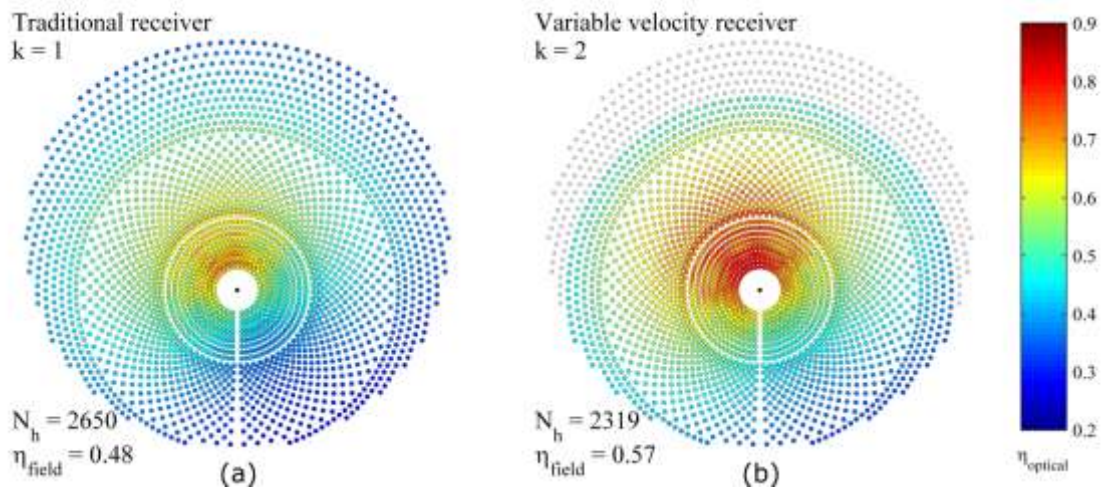 Traditional receiver
k = 1
N_h = 2650
η_field = 0.48
(a)
Variable velocity receiver
k = 2
N_h = 2319
η_field = 0.57
(b)
0.9
0.8
0.7
0.6
0.5
0.4
0.3
0.2
η_optical